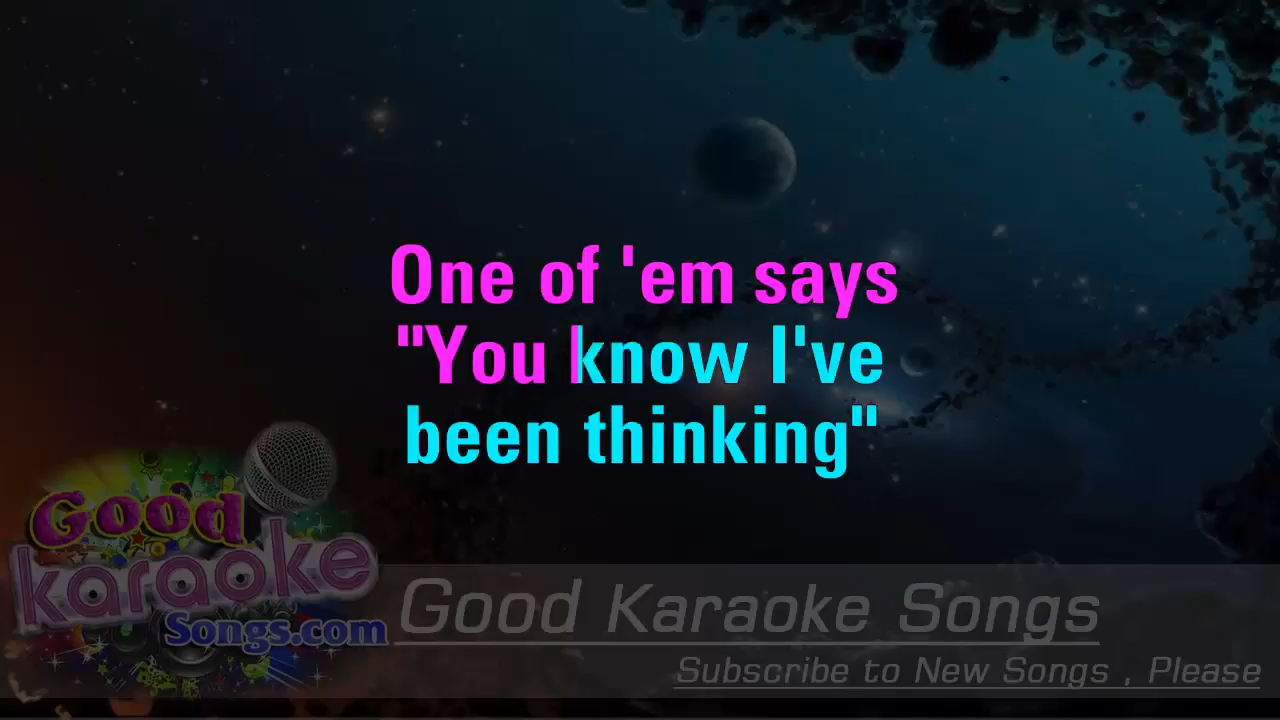 One of 'em says
"You know I've
been thinking"
Good
karaoke
Songs.com
Good Karaoke Songs
Subscribe to New Songs , Please